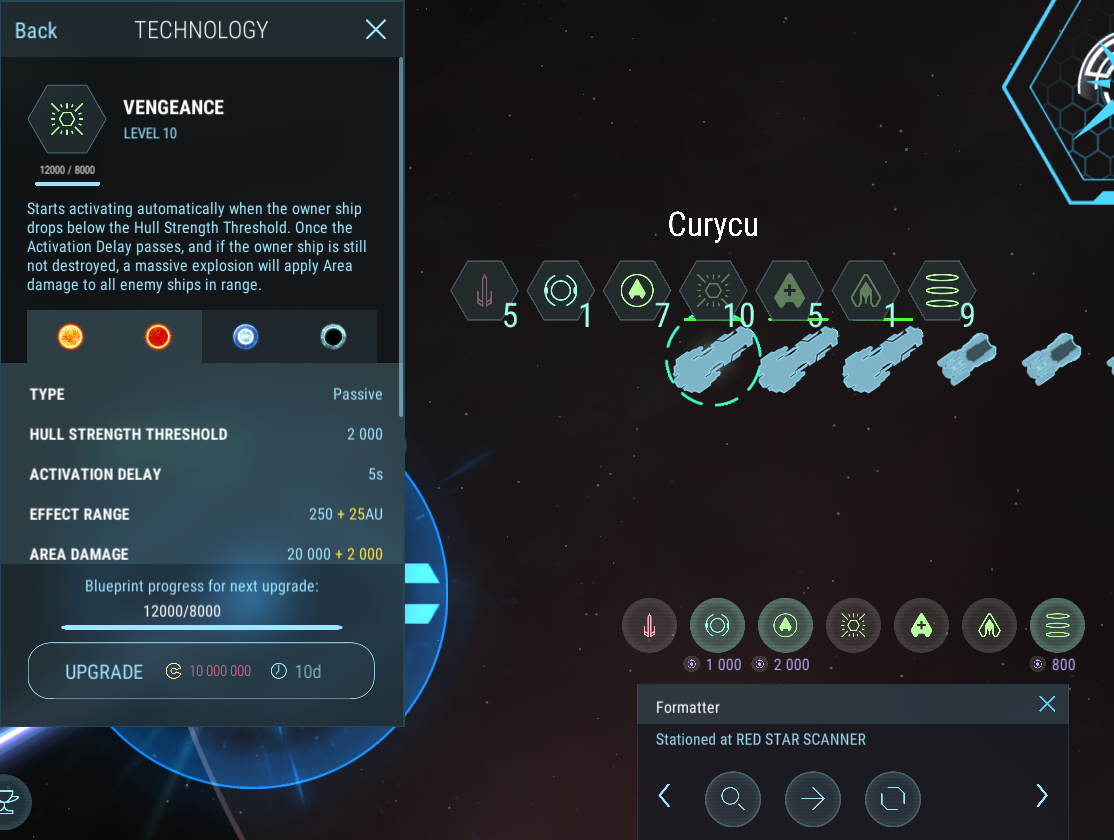 Back TECHNOLOGY
VENGEANCE
LEVEL 10
12000 / 8000
Starts activating automatically when the owner ship
drops below the Hull Strength Threshold. Once the
Activation Delay passes, and if the owner ship is still
not destroyed, a massive explosion will apply Area
damage to all enemy ships in range.
TYPE Passive
HULL STRENGTH THRESHOLD 2 000
ACTIVATION DELAY 5s
EFFECT RANGE 250 + 25AU
AREA DAMAGE 20 000 + 2 000
Blueprint progress for next upgrade:
12000/8000
UPGRADE 10 000 000 10d
Curycu
5 1 7 10 5 1 9
1 000 2 000 800
Formatter
Stationed at RED STAR SCANNER